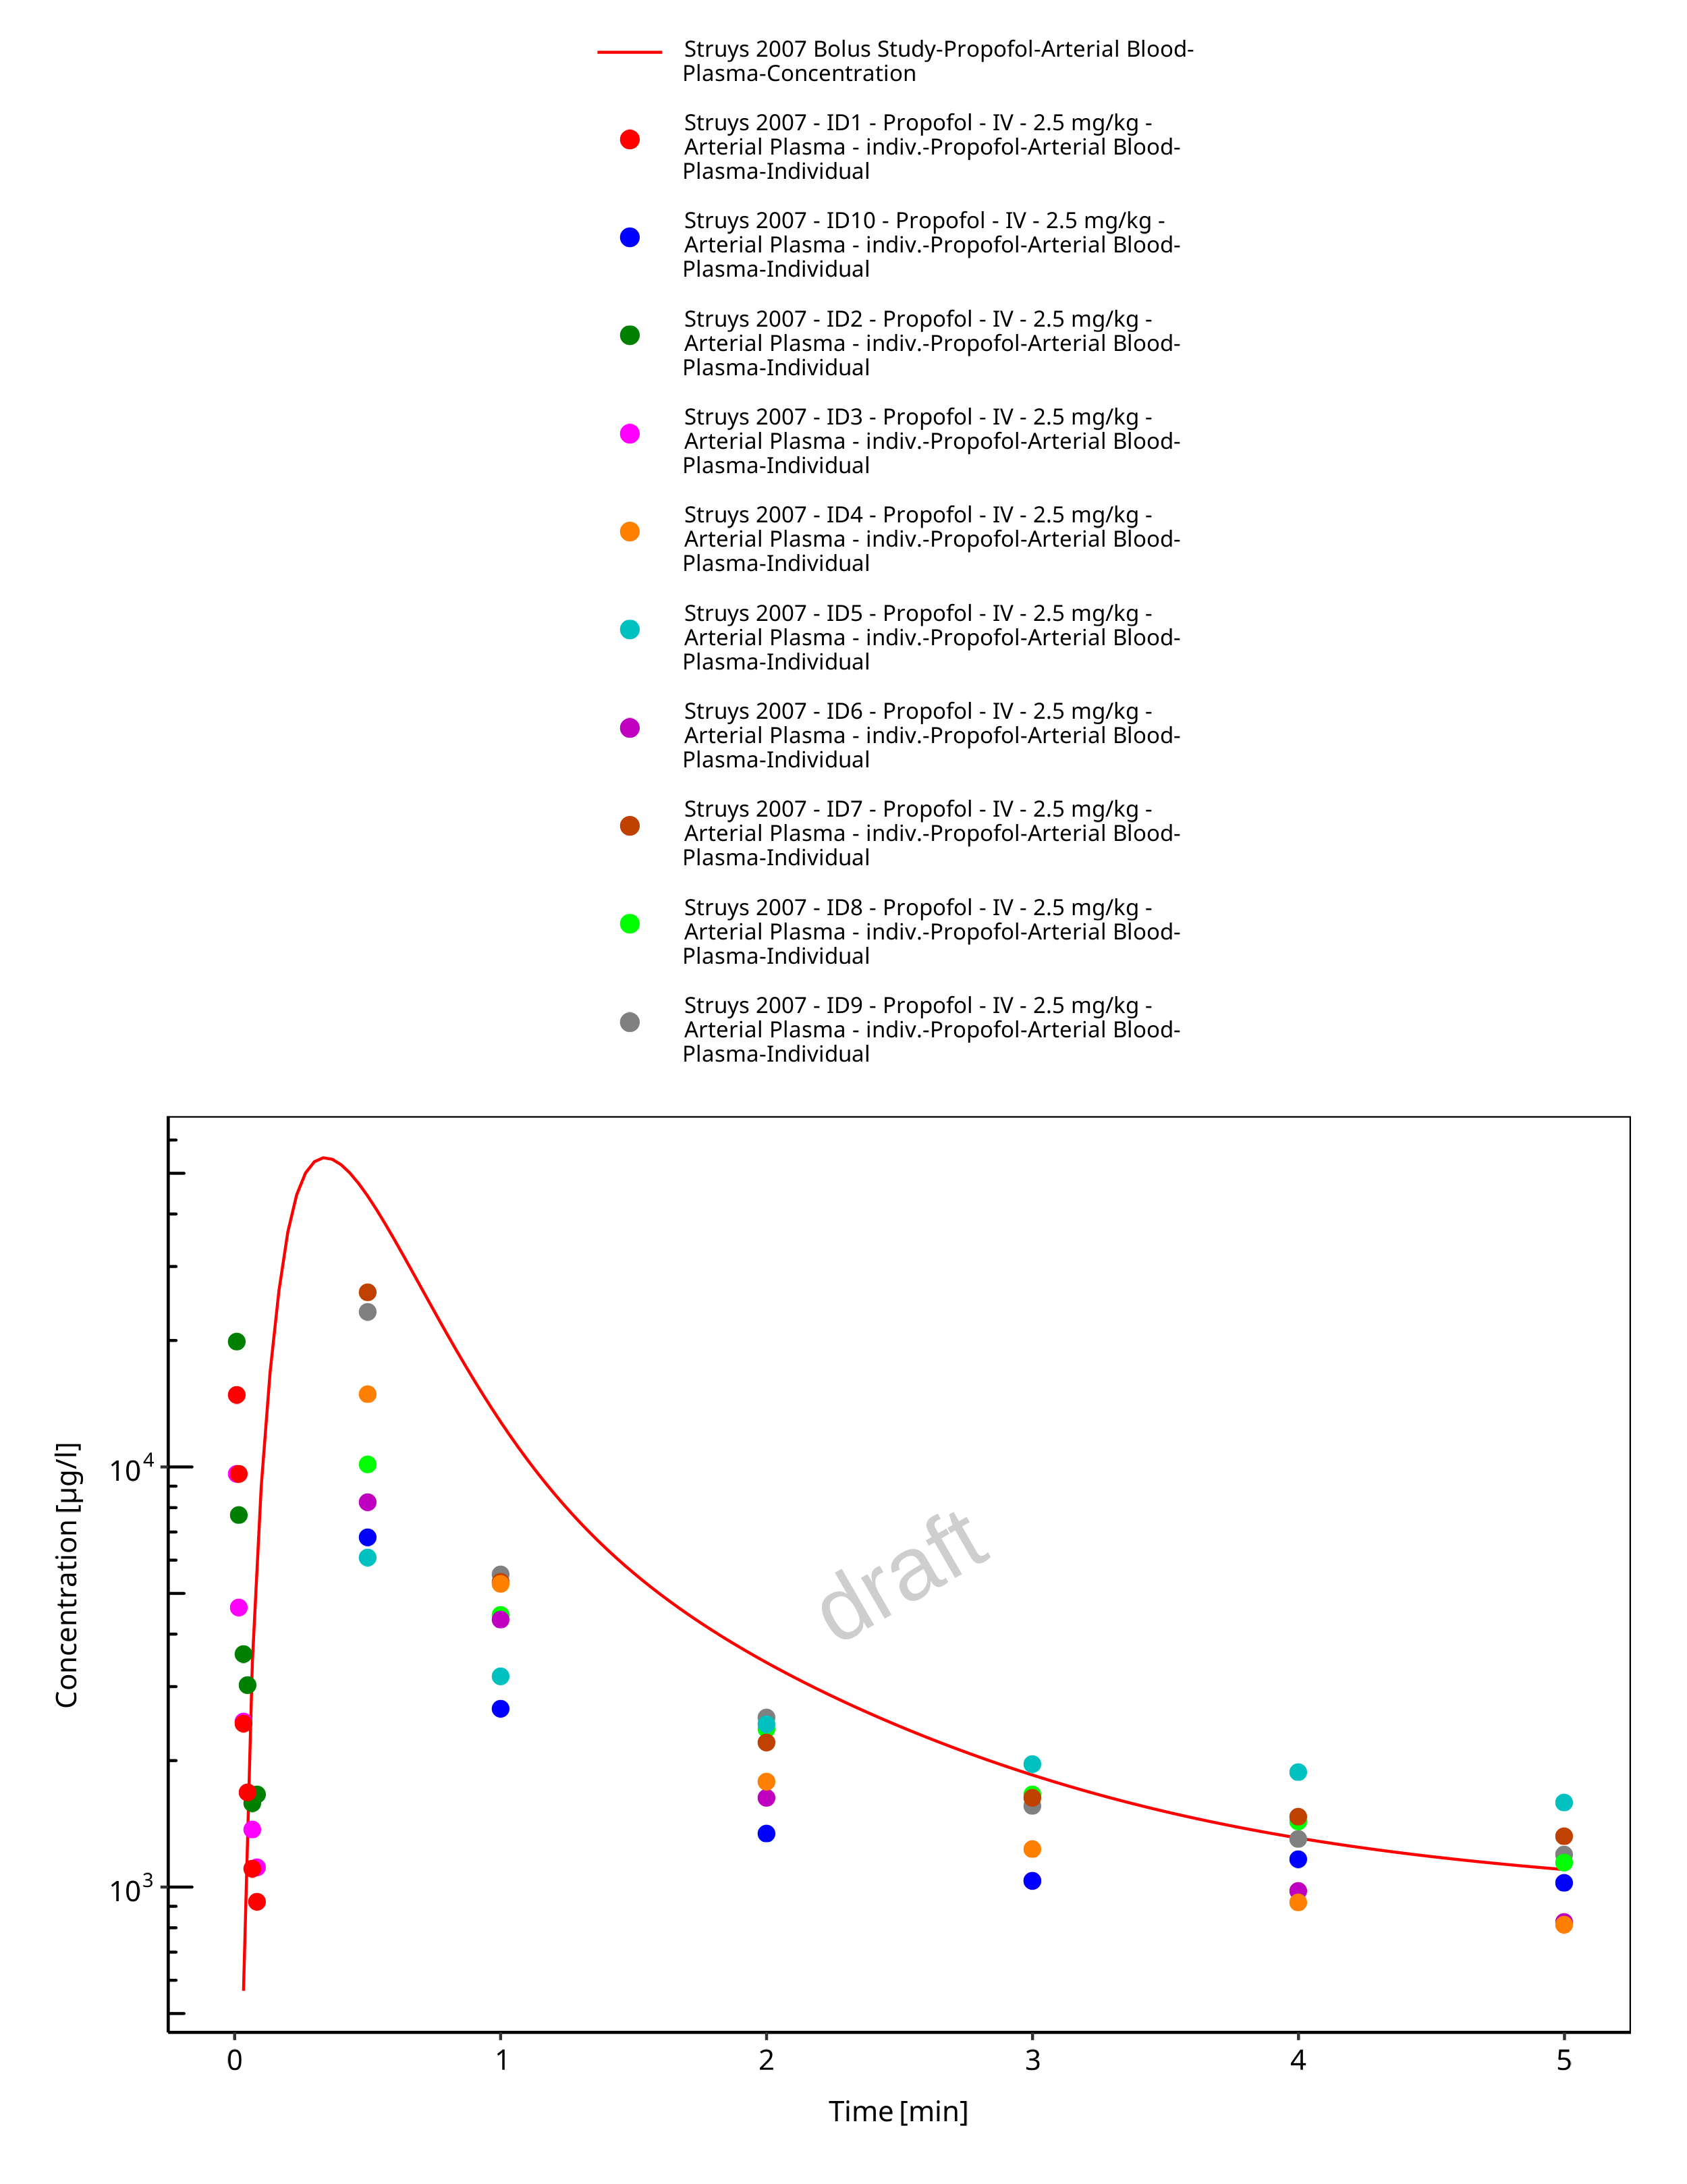 Struys 2007 Bolus Study-Propofol-Arterial Blood-
Plasma-Concentration
Struys 2007 - ID1 - Propofol - IV - 2.5 mg/kg -
Arterial Plasma - indiv.-Propofol-Arterial Blood-
Plasma-Individual
Struys 2007 - ID10 - Propofol - IV - 2.5 mg/kg -
Arterial Plasma - indiv.-Propofol-Arterial Blood-
Plasma-Individual
Struys 2007 - ID2 - Propofol - IV - 2.5 mg/kg -
Arterial Plasma - indiv.-Propofol-Arterial Blood-
Plasma-Individual
Struys 2007 - ID3 - Propofol - IV - 2.5 mg/kg -
Arterial Plasma - indiv.-Propofol-Arterial Blood-
Plasma-Individual
Struys 2007 - ID4 - Propofol - IV - 2.5 mg/kg -
Arterial Plasma - indiv.-Propofol-Arterial Blood-
Plasma-Individual
Struys 2007 - ID5 - Propofol - IV - 2.5 mg/kg -
Arterial Plasma - indiv.-Propofol-Arterial Blood-
Plasma-Individual
Struys 2007 - ID6 - Propofol - IV - 2.5 mg/kg -
Arterial Plasma - indiv.-Propofol-Arterial Blood-
Plasma-Individual
Struys 2007 - ID7 - Propofol - IV - 2.5 mg/kg -
Arterial Plasma - indiv.-Propofol-Arterial Blood-
Plasma-Individual
Struys 2007 - ID8 - Propofol - IV - 2.5 mg/kg -
Arterial Plasma - indiv.-Propofol-Arterial Blood-
Plasma-Individual
Struys 2007 - ID9 - Propofol - IV - 2.5 mg/kg -
Arterial Plasma - indiv.-Propofol-Arterial Blood-
Plasma-Individual
Concentration [µg/l]
10⁴
10³
draft
0 1 2 3 4 5
Time [min]